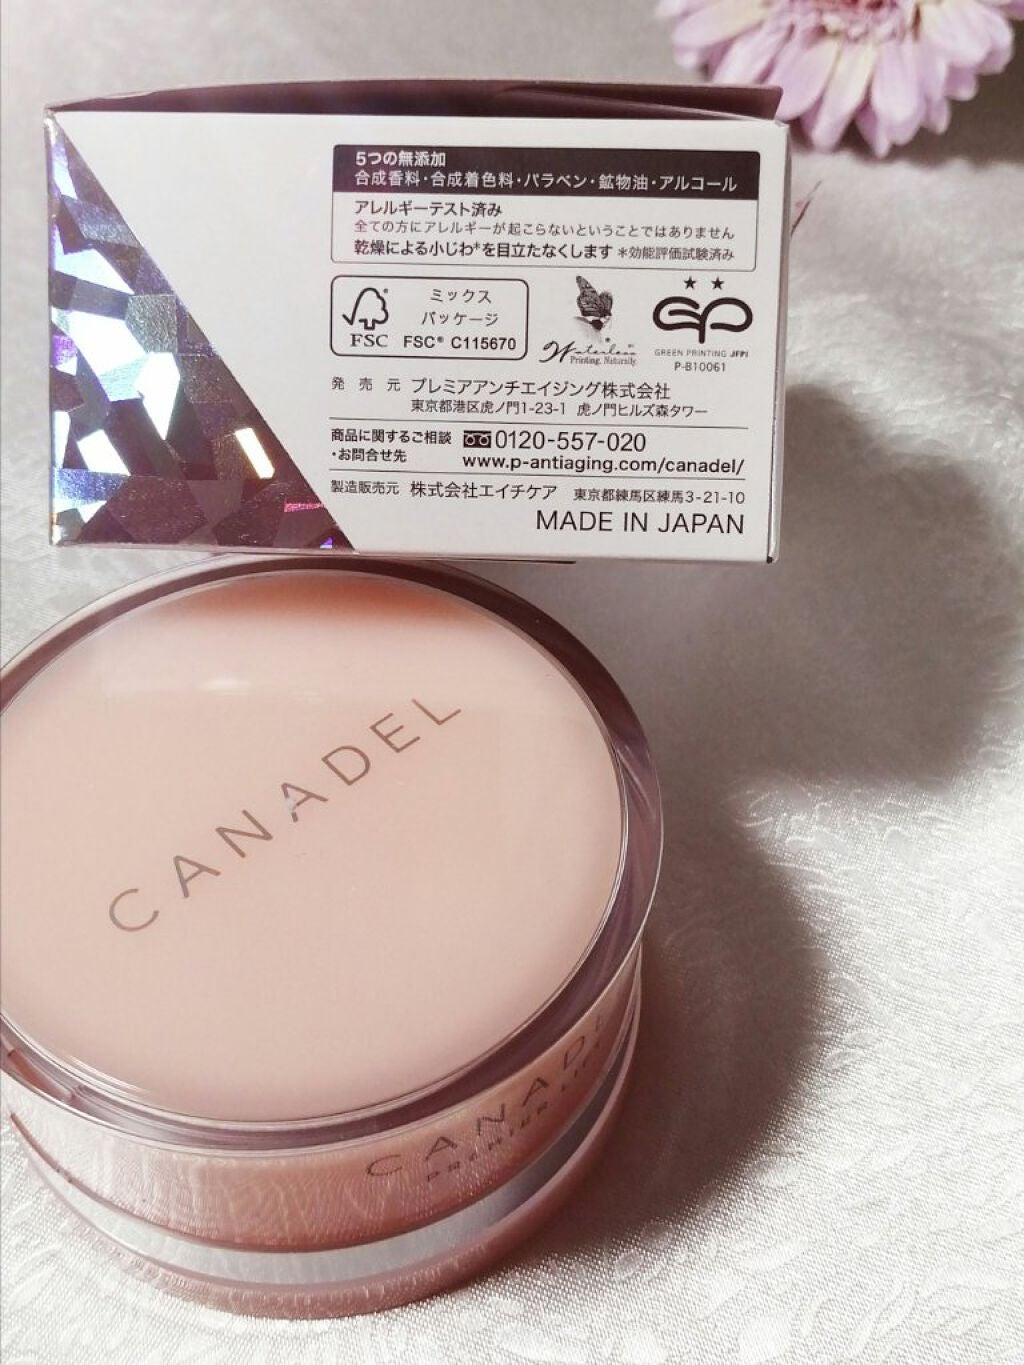 5つの無添加
合成香料・合成着色料・パラベン・鉱物油・アルコール
アレルギーテスト済み
全ての方にアレルギーが起こらないということではありません
乾燥による小じわ*を目立たなくします *効能評価試験済み
ミックス
パッケージ
FSC FSC® C115670
Waterless
Printing. Naturally.
GREEN PRINTING JFPI
P-B10061
発売元 プレミアアンチエイジング株式会社
東京都港区虎ノ門1-23-1 虎ノ門ヒルズ森タワー
商品に関するご相談
・お問合せ先
0120-557-020
www.p-antiaging.com/canadel/
製造販売元 株式会社エイチケア 東京都練馬区練馬3-21-10
MADE IN JAPAN
CANADEL
CANADEL
PREMIER LIFT